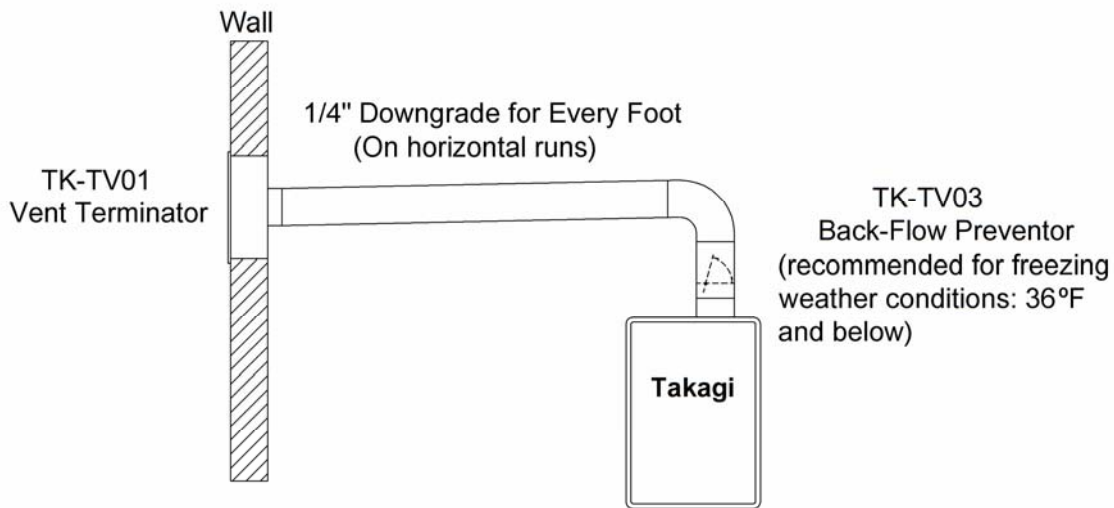 Wall
1/4" Downgrade for Every Foot
(On horizontal runs)
TK-TV01
Vent Terminator
TK-TV03
Back-Flow Preventor
(recommended for freezing
weather conditions: 36ºF
and below)
Takagi